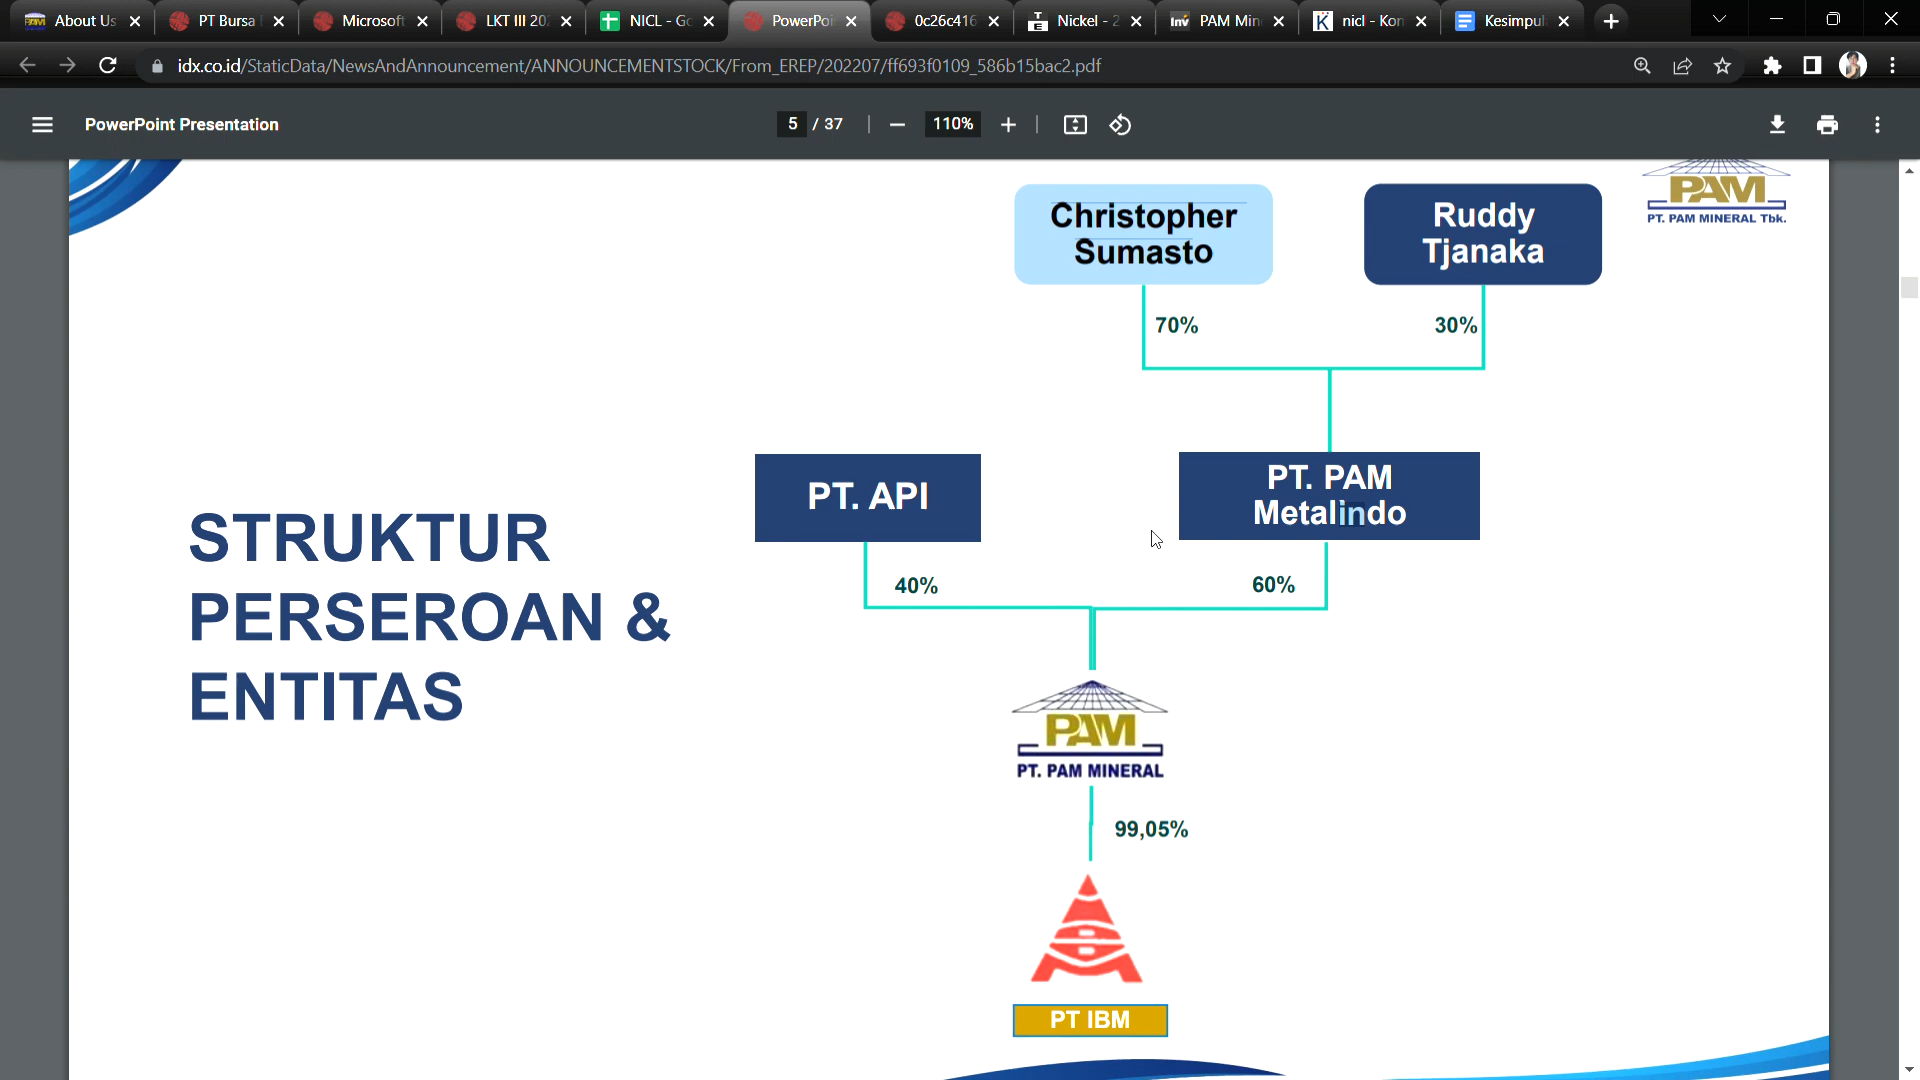 About Us
PT Bursa
Microsoft
LKT III 202
NICL - Go
PowerPoi
0c26c416
Nickel - 2
PAM Min
nicl - Kon
Kesimpul
idx.co.id/StaticData/NewsAndAnnouncement/ANNOUNCEMENTSTOCK/From_EREP/202207/ff693f0109_586b15bac2.pdf
PowerPoint Presentation
5 / 37
110%
PAM
PT. PAM MINERAL Tbk.
Christopher
Sumasto
Ruddy
Tjanaka
70%
30%
PT. API
PT. PAM
Metalindo
STRUKTUR
PERSEROAN &
ENTITAS
40%
60%
PAM
PT. PAM MINERAL
99,05%
PT IBM